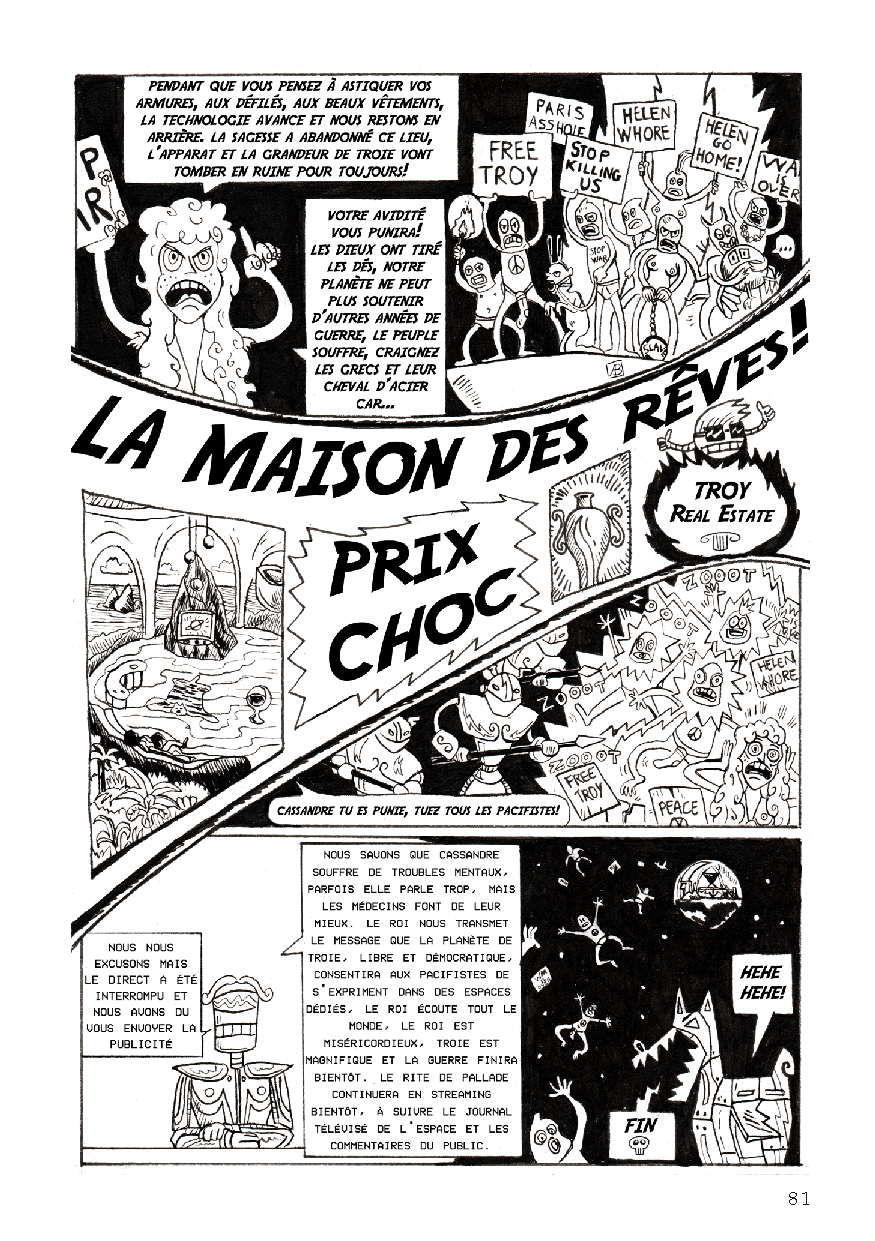 PENDANT QUE VOUS PENSEZ À ASTIQUER VOS
ARMURES, AUX DÉFILÉS, AUX BEAUX VÊTEMENTS,
LA TECHNOLOGIE AVANCE ET NOUS RESTONS EN
ARRIÈRE. LA SAGESSE A ABANDONNÉ CE LIEU,
L'APPARAT ET LA GRANDEUR DE TROIE VONT
TOMBER EN RUINE POUR TOUJOURS!
VOTRE AVIDITÉ
VOUS PUNIRA!
LES DIEUX ONT TIRÉ
LES DÉS, NOTRE
PLANÈTE NE PEUT
PLUS SOUTENIR
D'AUTRES ANNÉES DE
GUERRE, LE PEUPLE
SOUFFRE, CRAIGNEZ
LES GRECS ET LEUR
CHEVAL D'ACIER
CAR...
PARIS
ASSHOLE
HELEN
WHORE
HELEN
GO
HOME!
FREE
TROY
STOP
KILLING
US
WA
OVER
STOP
WAR
...
LA MAISON DES RÊVES!
PRIX
CHOC
TROY
REAL ESTATE
ZOOOT
ZOOOT
ZOOOT
ZOOOT
HELEN
WHORE
FREE
TROY
PEACE
CASSANDRE TU ES PUNIE, TUEZ TOUS LES PACIFISTES!
NOUS NOUS
EXCUSONS MAIS
LE DIRECT A ÉTÉ
INTERROMPU ET
NOUS AVONS DU
VOUS ENVOYER LA
PUBLICITÉ
NOUS SAVONS QUE CASSANDRE
SOUFFRE DE TROUBLES MENTAUX,
PARFOIS ELLE PARLE TROP, MAIS
LES MÉDECINS FONT DE LEUR
MIEUX. LE ROI NOUS TRANSMET
LE MESSAGE QUE LA PLANÈTE DE
TROIE, LIBRE ET DÉMOCRATIQUE,
CONSENTIRA AUX PACIFISTES DE
S'EXPRIMENT DANS DES ESPACES
DÉDIÉS, LE ROI ÉCOUTE TOUT LE
MONDE, LE ROI EST
MISÉRICORDIEUX, TROIE EST
MAGNIFIQUE ET LA GUERRE FINIRA
BIENTÔT. LE RITE DE PALLADE
CONTINUERA EN STREAMING
BIENTÔT, À SUIVRE LE JOURNAL
TÉLÉVISÉ DE L'ESPACE ET LES
COMMENTAIRES DU PUBLIC.
HEHE
HEHE!
FIN
81